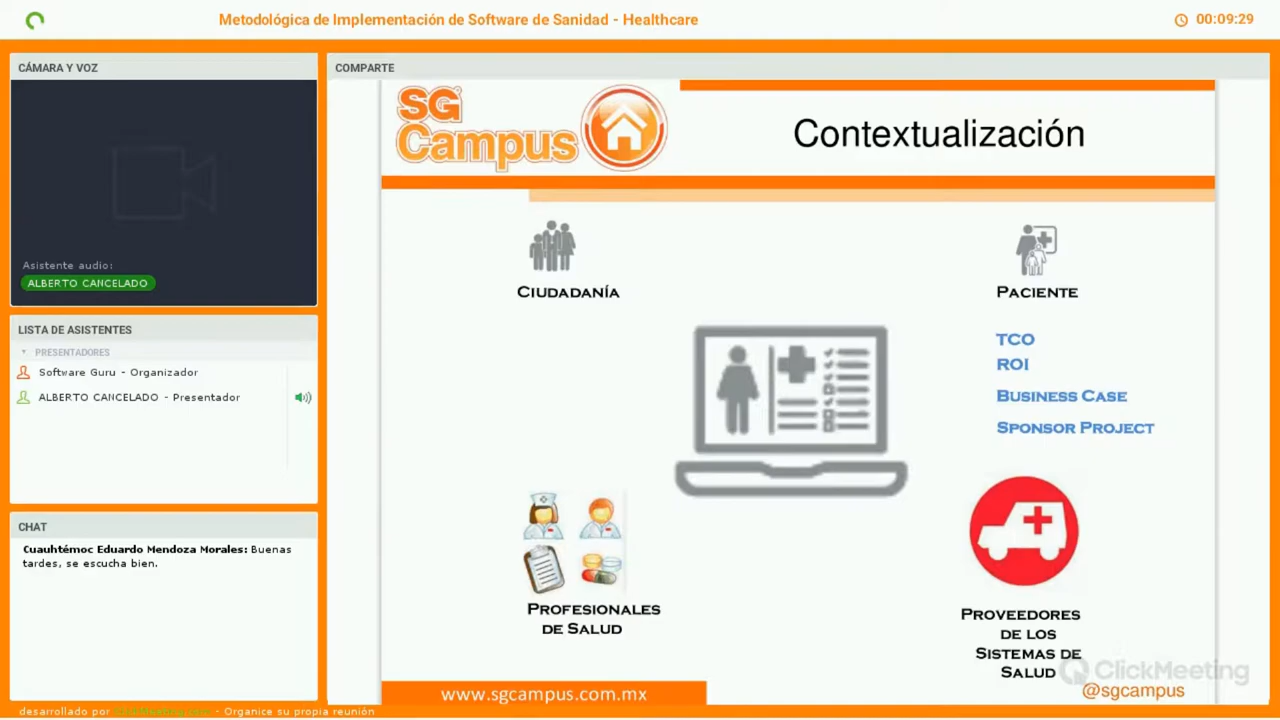 Metodológica de Implementación de Software de Sanidad - Healthcare
00:09:29
CÁMARA Y VOZ
Asistente audio:
ALBERTO CANCELADO
LISTA DE ASISTENTES
PRESENTADORES
Software Guru - Organizador
ALBERTO CANCELADO - Presentador
CHAT
Cuauhtémoc Eduardo Mendoza Morales: Buenas
tardes, se escucha bien.
COMPARTE
SG
Campus
Contextualización
CIUDADANÍA
PACIENTE
TCO
ROI
BUSINESS CASE
SPONSOR PROJECT
PROFESIONALES
DE SALUD
PROVEEDORES
DE LOS
SISTEMAS DE
SALUD
ClickMeeting
@sgcampus
www.sgcampus.com.mx
desarrollado por ClickMeeting.com - Organice su propia reunión